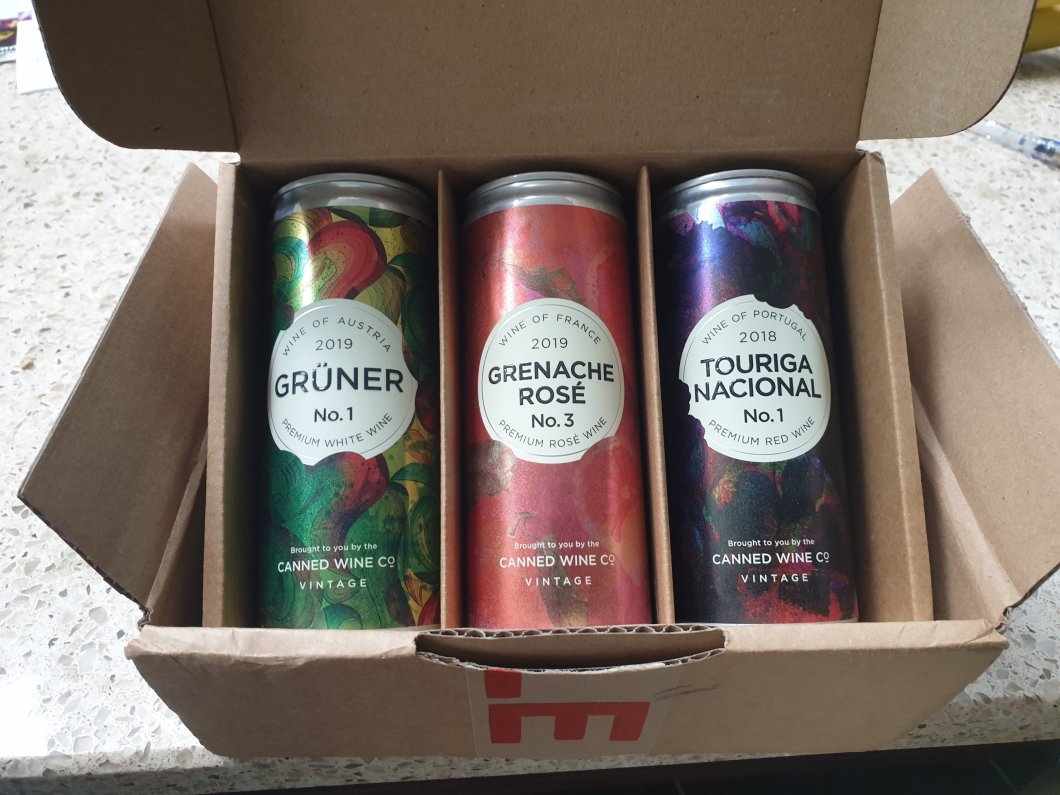 WINE OF AUSTRIA
2019
GRÜNER
No. 1
PREMIUM WHITE WINE
Brought to you by the
CANNED WINE Cº
VINTAGE
WINE OF FRANCE
2019
GRENACHE
ROSÉ
No. 3
PREMIUM ROSÉ WINE
Brought to you by the
CANNED WINE Cº
VINTAGE
WINE OF PORTUGAL
2018
TOURIGA
NACIONAL
No. 1
PREMIUM RED WINE
Brought to you by the
CANNED WINE Cº
VINTAGE